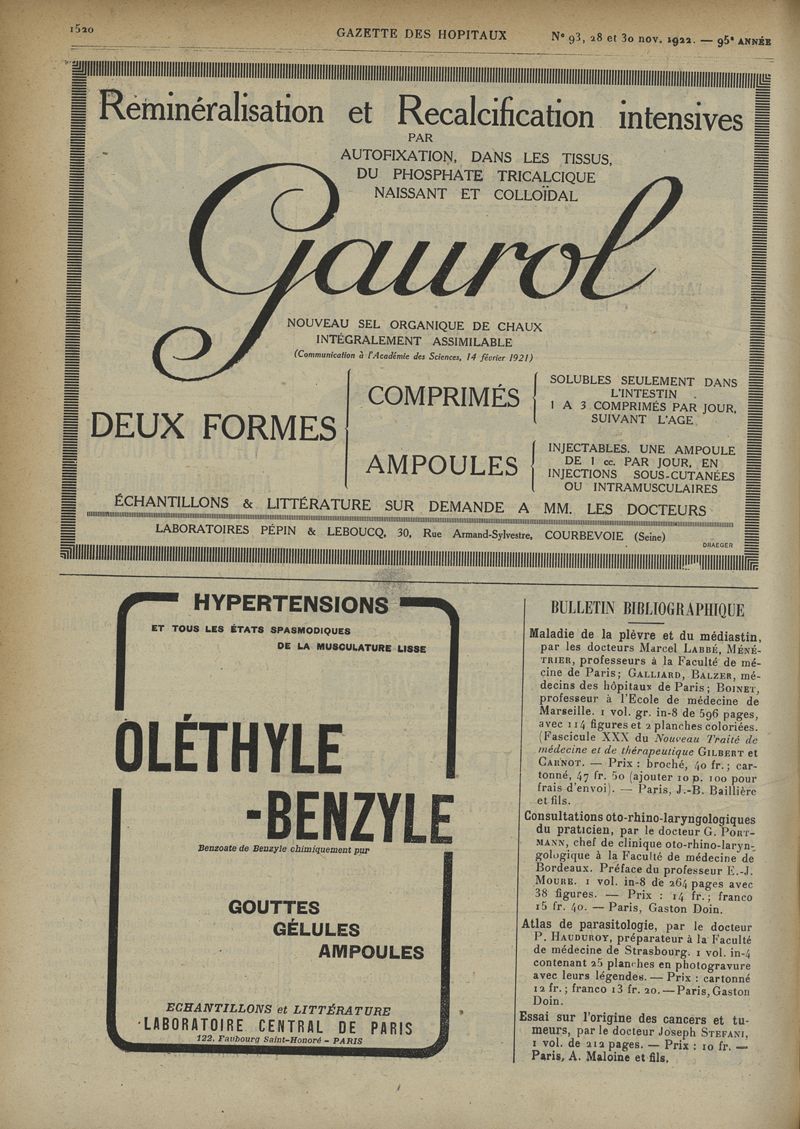 1520
GAZETTE DES HOPITAUX
N° 93, 28 et 30 nov. 1922. — 95e ANNÉE
Reminéralisation et Recalcification intensives
PAR
AUTOFIXATION, DANS LES TISSUS,
DU PHOSPHATE TRICALCIQUE
NAISSANT ET COLLOÏDAL
Gaurol
NOUVEAU SEL ORGANIQUE DE CHAUX
INTÉGRALEMENT ASSIMILABLE
(Communication à l'Académie des Sciences, 14 février 1921)
DEUX FORMES
COMPRIMÉS
SOLUBLES SEULEMENT DANS
L'INTESTIN .
1 A 3 COMPRIMÉS PAR JOUR,
SUIVANT L'AGE
AMPOULES
INJECTABLES. UNE AMPOULE
DE 1 cc. PAR JOUR, EN
INJECTIONS SOUS-CUTANÉES
OU INTRAMUSCULAIRES
ÉCHANTILLONS & LITTÉRATURE SUR DEMANDE A MM. LES DOCTEURS
LABORATOIRES PÉPIN & LEBOUCQ, 30, Rue Armand-Sylvestre, COURBEVOIE (Seine)
DRAEGER
HYPERTENSIONS
ET TOUS LES ÉTATS SPASMODIQUES
DE LA MUSCULATURE LISSE
OLÉTHYLE
-BENZYLE
Benzoate de Benzyle chimiquement pur
GOUTTES
GÉLULES
AMPOULES
ECHANTILLONS et LITTÉRATURE
LABORATOIRE CENTRAL DE PARIS
122, Faubourg Saint-Honoré - PARIS
BULLETIN BIBLIOGRAPHIQUE
Maladie de la plèvre et du médiastin,
par les docteurs Marcel LABBÉ, MÉNÉ-
TRIER, professeurs à la Faculté de mé-
cine de Paris; GALLIARD, BALZER, mé-
decins des hôpitaux de Paris; BOINET,
professeur à l'Ecole de médecine de
Marseille. 1 vol. gr. in-8 de 596 pages,
avec 114 figures et 2 planches coloriées.
(Fascicule XXX du Nouveau Traité de
médecine et de thérapeutique GILBERT et
CARNOT. — Prix : broché, 40 fr.; car-
tonné, 47 fr. 50 (ajouter 10 p. 100 pour
frais d'envoi). — Paris, J.-B. Baillière
et fils.
Consultations oto-rhino-laryngologiques
du praticien, par le docteur G. PORT-
MANN, chef de clinique oto-rhino-laryn-
gologique à la Faculté de médecine de
Bordeaux. Préface du professeur E.-J.
MOURE. 1 vol. in-8 de 264 pages avec
38 figures. — Prix : 14 fr.; franco
15 fr. 40. — Paris, Gaston Doin.
Atlas de parasitologie, par le docteur
P. HAUDUROY, préparateur à la Faculté
de médecine de Strasbourg. 1 vol. in-4
contenant 25 planches en photogravure
avec leurs légendes. — Prix : cartonné
12 fr.; franco 13 fr. 20. — Paris, Gaston
Doin.
Essai sur l'origine des cancers et tu-
meurs, par le docteur Joseph STEFANI,
1 vol. de 212 pages. — Prix : 10 fr. —
Paris, A. Maloine et fils.